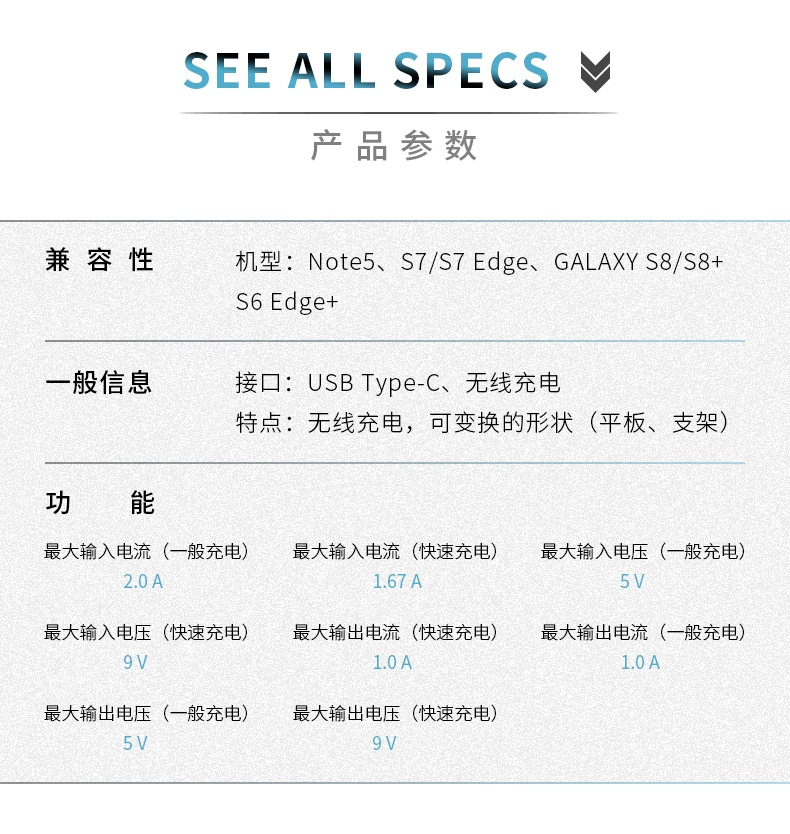 SEE ALL SPECS
产品参数
兼容性
机型：Note5、S7/S7 Edge、GALAXY S8/S8+
S6 Edge+
一般信息
接口：USB Type-C、无线充电
特点：无线充电，可变换的形状（平板、支架）
功能
最大输入电流（一般充电） 最大输入电流（快速充电） 最大输入电压（一般充电）
2.0 A 1.67 A 5 V
最大输入电压（快速充电） 最大输出电流（快速充电） 最大输出电流（一般充电）
9 V 1.0 A 1.0 A
最大输出电压（一般充电） 最大输出电压（快速充电）
5 V 9 V